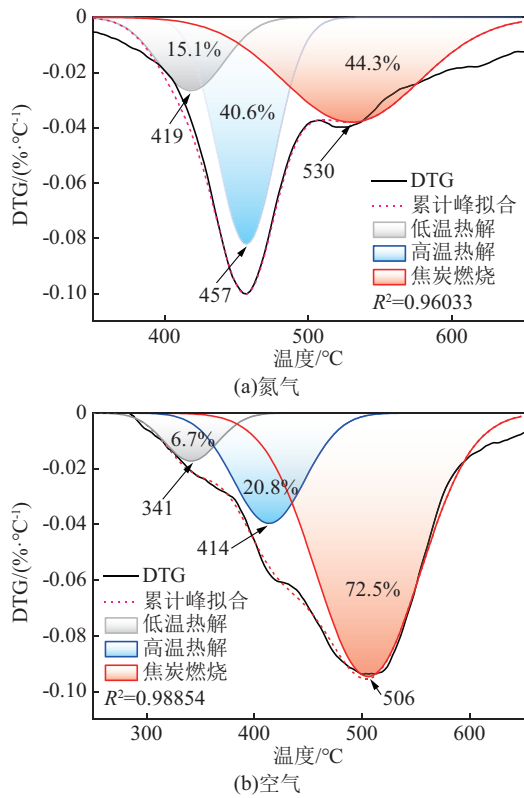 0
-0.02
-0.04
-0.06
-0.08
-0.10
DTG/(%·°C⁻¹)
15.1%
44.3%
40.6%
419
530
457
DTG
累计峰拟合
低温热解
高温热解
焦炭燃烧
R²=0.96033
400 500 600
温度/°C
(a)氮气
0
-0.02
-0.04
-0.06
-0.08
-0.10
DTG/(%·°C⁻¹)
6.7%
20.8%
341
414
72.5%
506
DTG
累计峰拟合
低温热解
高温热解
焦炭燃烧
R²=0.98854
300 400 500 600
温度/°C
(b)空气